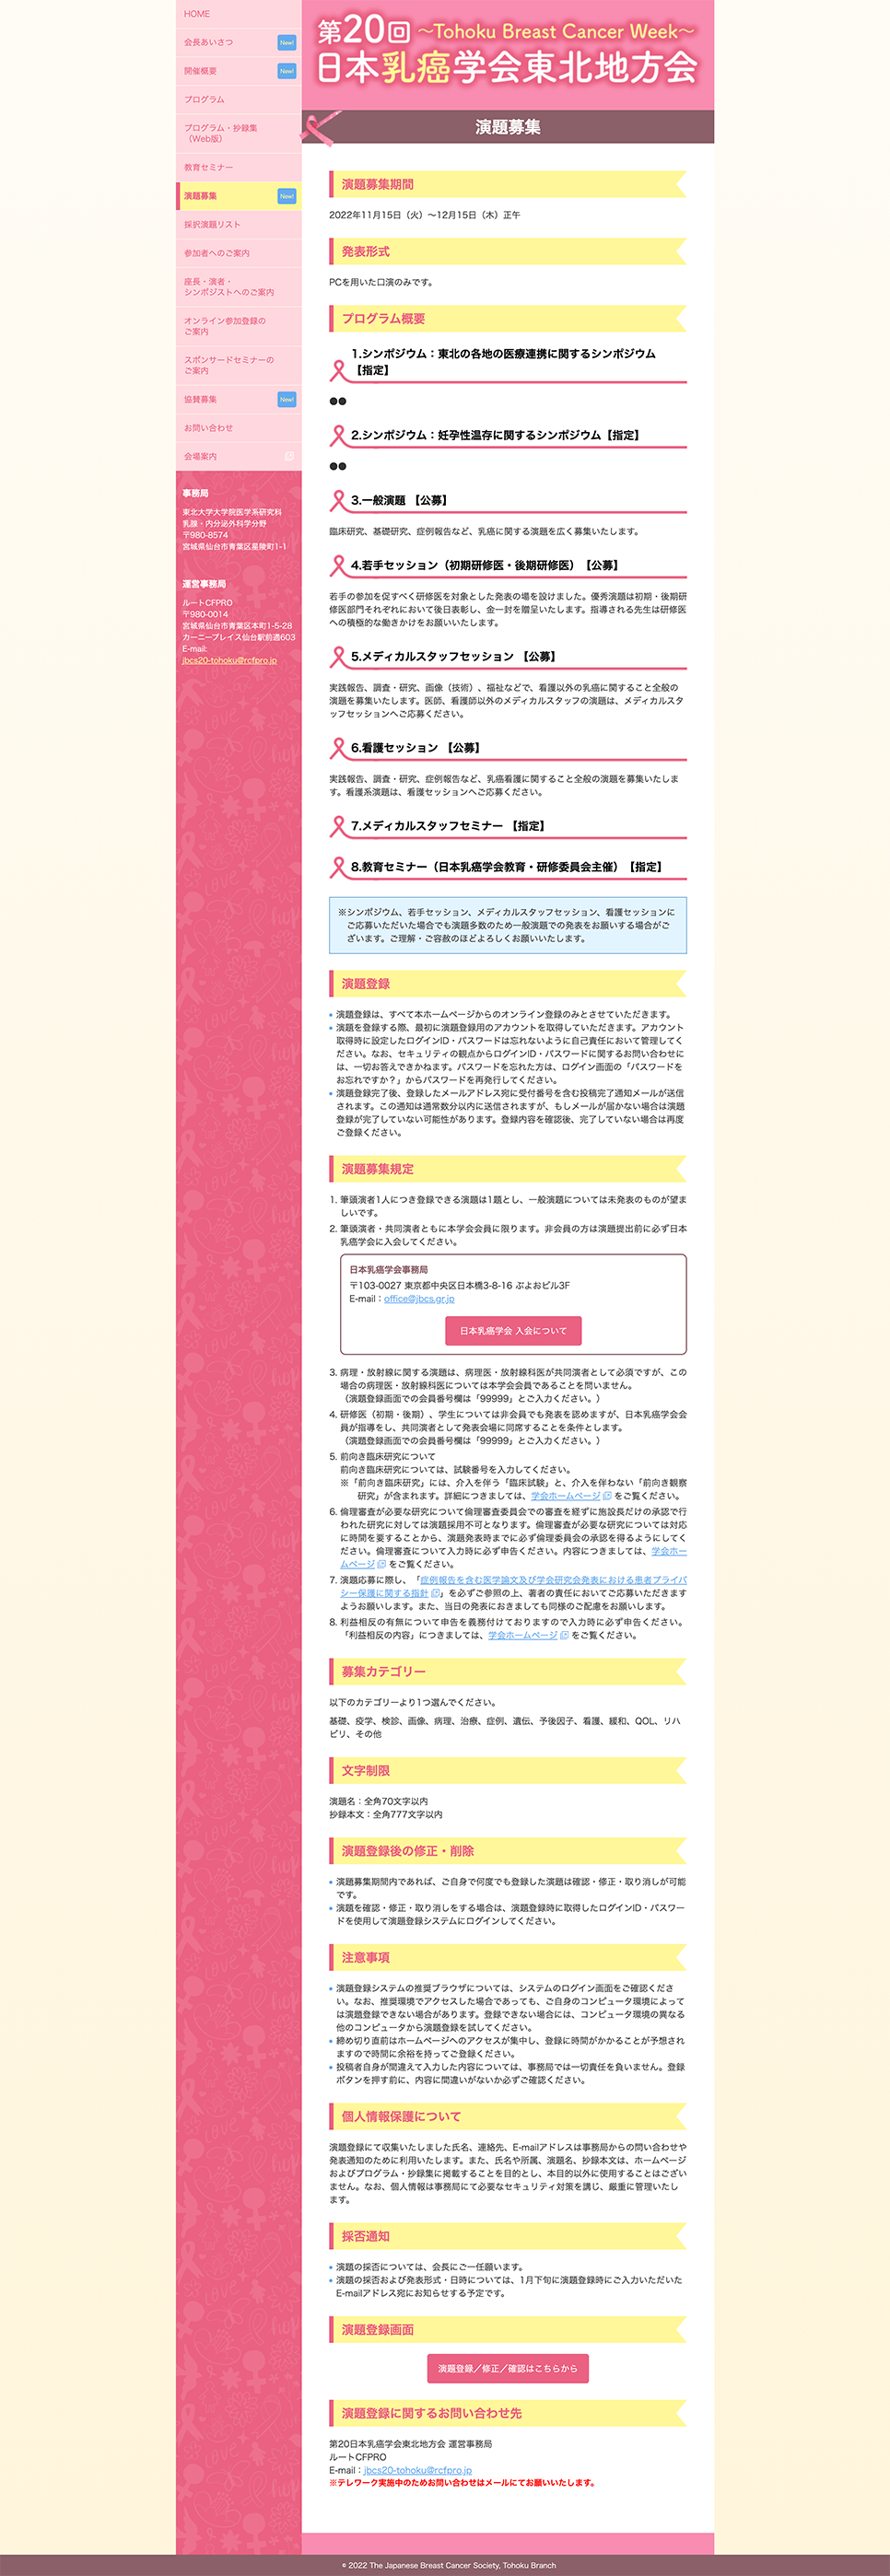 HOME
会長あいさつ
New!
開催概要
New!
プログラム
プログラム・抄録集
（Web版）
教育セミナー
演題募集
New!
採択演題リスト
参加者へのご案内
座長・演者・
シンポジストへのご案内
オンライン参加登録の
ご案内
スポンサードセミナーの
ご案内
協賛募集
New!
お問い合わせ
会場案内
事務局
東北大学大学院医学系研究科
乳腺・内分泌外科学分野
〒980-8574
宮城県仙台市青葉区星陵町1-1
運営事務局
ルートCFPRO
〒980-0014
宮城県仙台市青葉区本町1-5-28
カーニープレイス仙台駅前通603
E-mail:
jbcs20-tohoku@rcfpro.jp
第20回 ～Tohoku Breast Cancer Week～
日本乳癌学会東北地方会
演題募集
演題募集期間
2022年11月15日（火）～12月15日（木）正午
発表形式
PCを用いた口演のみです。
プログラム概要
1.シンポジウム：東北の各地の医療連携に関するシンポジウム
【指定】
●●
2.シンポジウム：妊孕性温存に関するシンポジウム【指定】
●●
3.一般演題 【公募】
臨床研究、基礎研究、症例報告など、乳癌に関する演題を広く募集いたします。
4.若手セッション（初期研修医・後期研修医）【公募】
若手の参加を促すべく研修医を対象とした発表の場を設けました。優秀演題は初期・後期研
修医部門それぞれにおいて後日表彰し、金一封を贈呈いたします。指導される先生は研修医
への積極的な働きかけをお願いいたします。
5.メディカルスタッフセッション 【公募】
実践報告、調査・研究、画像（技術）、福祉などで、看護以外の乳癌に関すること全般の
演題を募集いたします。医師、看護師以外のメディカルスタッフの演題は、メディカルスタ
ッフセッションへご応募ください。
6.看護セッション 【公募】
実践報告、調査・研究、症例報告など、乳癌看護に関すること全般の演題を募集いたしま
す。看護系演題は、看護セッションへご応募ください。
7.メディカルスタッフセミナー 【指定】
8.教育セミナー（日本乳癌学会教育・研修委員会主催）【指定】
※シンポジウム、若手セッション、メディカルスタッフセッション、看護セッションに
ご応募いただいた場合でも演題多数のため一般演題での発表をお願いする場合がご
ざいます。ご理解・ご容赦のほどよろしくお願いいたします。
演題登録
演題登録は、すべて本ホームページからのオンライン登録のみとさせていただきます。
演題を登録する際、最初に演題登録用のアカウントを取得していただきます。アカウント
取得時に設定したログインID・パスワードは忘れないように自己責任において管理してく
ださい。なお、セキュリティの観点からログインID・パスワードに関するお問い合わせに
は、一切お答えできかねます。パスワードを忘れた方は、ログイン画面の「パスワードを
お忘れですか？」からパスワードを再発行してください。
演題登録完了後、登録したメールアドレス宛に受付番号を含む投稿完了通知メールが送信
されます。この通知は通常数分以内に送信されますが、もしメールが届かない場合は演題
登録が完了していない可能性があります。登録内容を確認後、完了していない場合は再度
ご登録ください。
演題募集規定
1. 筆頭演者1人につき登録できる演題は1題とし、一般演題については未発表のものが望ま
しいです。
2. 筆頭演者・共同演者ともに本学会会員に限ります。非会員の方は演題提出前に必ず日本
乳癌学会に入会してください。
日本乳癌学会事務局
〒103-0027 東京都中央区日本橋3-8-16 ぶよおビル3F
E-mail：office@jbcs.gr.jp
日本乳癌学会 入会について
3. 病理・放射線に関する演題は、病理医・放射線科医が共同演者として必須ですが、この
場合の病理医・放射線科医については本学会会員であることを問いません。
（演題登録画面での会員番号欄は「99999」とご入力ください。）
4. 研修医（初期・後期）、学生については非会員でも発表を認めますが、日本乳癌学会会
員が指導をし、共同演者として発表会場に同席することを条件とします。
（演題登録画面での会員番号欄は「99999」とご入力ください。）
5. 前向き臨床研究について
前向き臨床研究については、試験番号を入力してください。
※「前向き臨床研究」には、介入を伴う「臨床試験」と、介入を伴わない「前向き観察
研究」が含まれます。詳細につきましては、学会ホームページ をご覧ください。
6. 倫理審査が必要な研究について倫理審査委員会での審査を経ずに施設長だけの承認で行
われた研究に対しては演題採用不可となります。倫理審査が必要な研究については対応
に時間を要することから、演題発表時までに必ず倫理委員会の承認を得るようにしてく
ださい。倫理審査について入力時に必ず申告ください。内容につきましては、学会ホー
ムページ をご覧ください。
7. 演題応募に際し、「症例報告を含む医学論文及び学会研究会発表における患者プライバ
シー保護に関する指針」を必ずご参照の上、著者の責任においてご応募いただきます
ようお願いします。また、当日の発表におきましても同様のご配慮をお願いします。
8. 利益相反の有無について申告を義務付けておりますので入力時に必ず申告ください。
「利益相反の内容」につきましては、学会ホームページ をご覧ください。
募集カテゴリー
以下のカテゴリーより1つ選んでください。
基礎、疫学、検診、画像、病理、治療、症例、遺伝、予後因子、看護、緩和、QOL、リハ
ビリ、その他
文字制限
演題名：全角70文字以内
抄録本文：全角777文字以内
演題登録後の修正・削除
演題募集期間内であれば、ご自身で何度でも登録した演題は確認・修正・取り消しが可能
です。
演題を確認・修正・取り消しをする場合は、演題登録時に取得したログインID・パスワー
ドを使用して演題登録システムにログインしてください。
注意事項
演題登録システムの推奨ブラウザについては、システムのログイン画面をご確認くださ
い。なお、推奨環境でアクセスした場合であっても、ご自身のコンピュータ環境によって
は演題登録できない場合があります。登録できない場合には、コンピュータ環境の異なる
他のコンピュータから演題登録を試してください。
締め切り直前はホームページへのアクセスが集中し、登録に時間がかかることが予想され
ますので時間に余裕を持ってご登録ください。
投稿者自身が間違えて入力した内容については、事務局では一切責任を負いません。登録
ボタンを押す前に、内容に間違いがないか必ずご確認ください。
個人情報保護について
演題登録にて収集いたしました氏名、連絡先、E-mailアドレスは事務局からの問い合わせや
発表通知のために利用いたします。また、氏名や所属、演題名、抄録本文は、ホームページ
およびプログラム・抄録集に掲載することを目的とし、本目的以外に使用することはござい
ません。なお、個人情報は事務局にて必要なセキュリティ対策を講じ、厳重に管理いたし
ます。
採否通知
演題の採否については、会長にご一任願います。
演題の採否および発表形式・日時については、1月下旬に演題登録時にご入力いただいた
E-mailアドレス宛にお知らせする予定です。
演題登録画面
演題登録／修正／確認はこちらから
演題登録に関するお問い合わせ先
第20日本乳癌学会東北地方会 運営事務局
ルートCFPRO
E-mail：jbcs20-tohoku@rcfpro.jp
※テレワーク実施中のためお問い合わせはメールにてお願いいたします。
© 2022 The Japanese Breast Cancer Society, Tohoku Branch